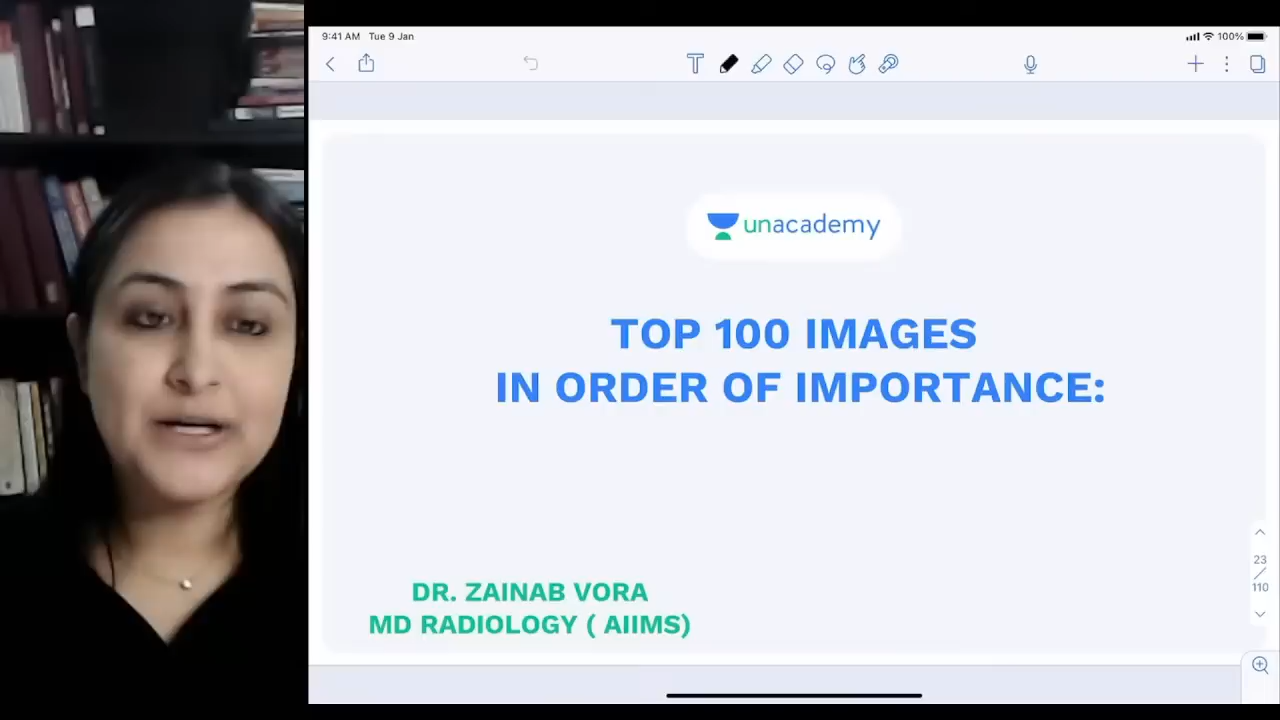 9:41 AM Tue 9 Jan
100%
unacademy
TOP 100 IMAGES
IN ORDER OF IMPORTANCE:
DR. ZAINAB VORA
MD RADIOLOGY ( AIIMS)
23
110